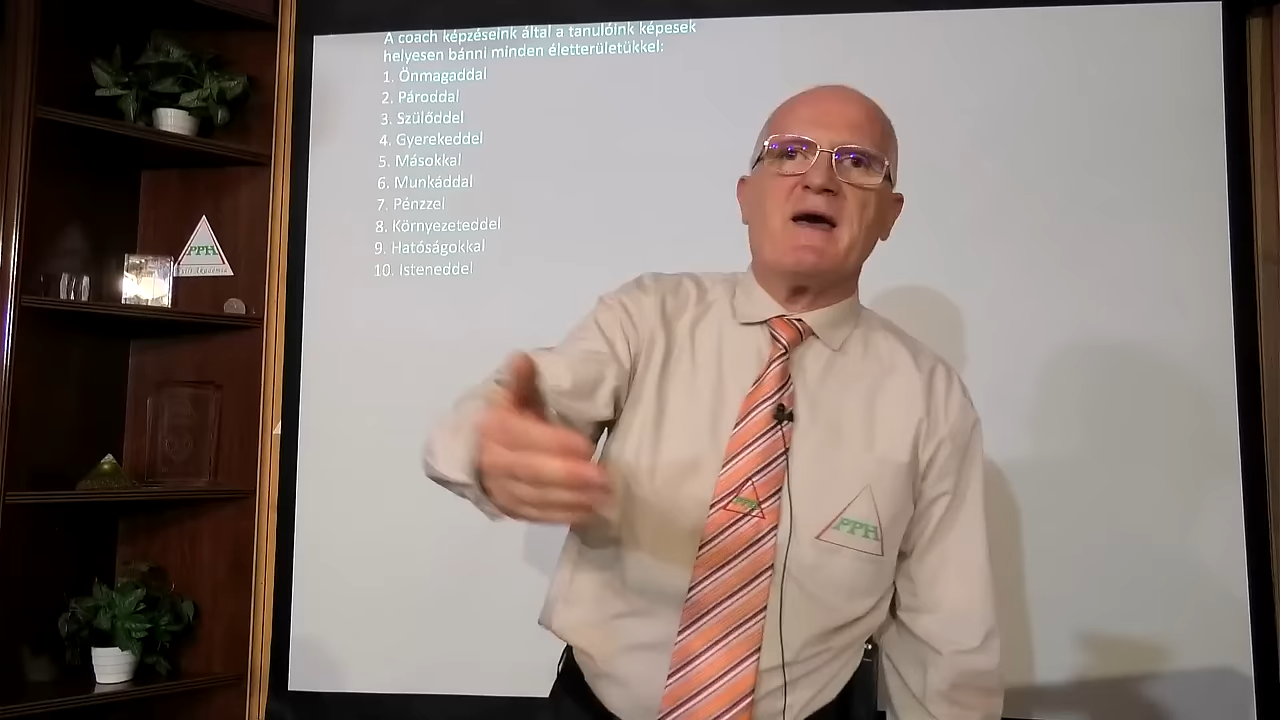 A coach képzéseink által a tanulóink képesek
helyesen bánni minden életterületükkel:
1. Önmagaddal
2. Pároddal
3. Szülőddel
4. Gyerekeddel
5. Másokkal
6. Munkáddal
7. Pénzzel
8. Környezeteddel
9. Hatóságokkal
10. Isteneddel
PPH
Akadémia
PPH
PPH